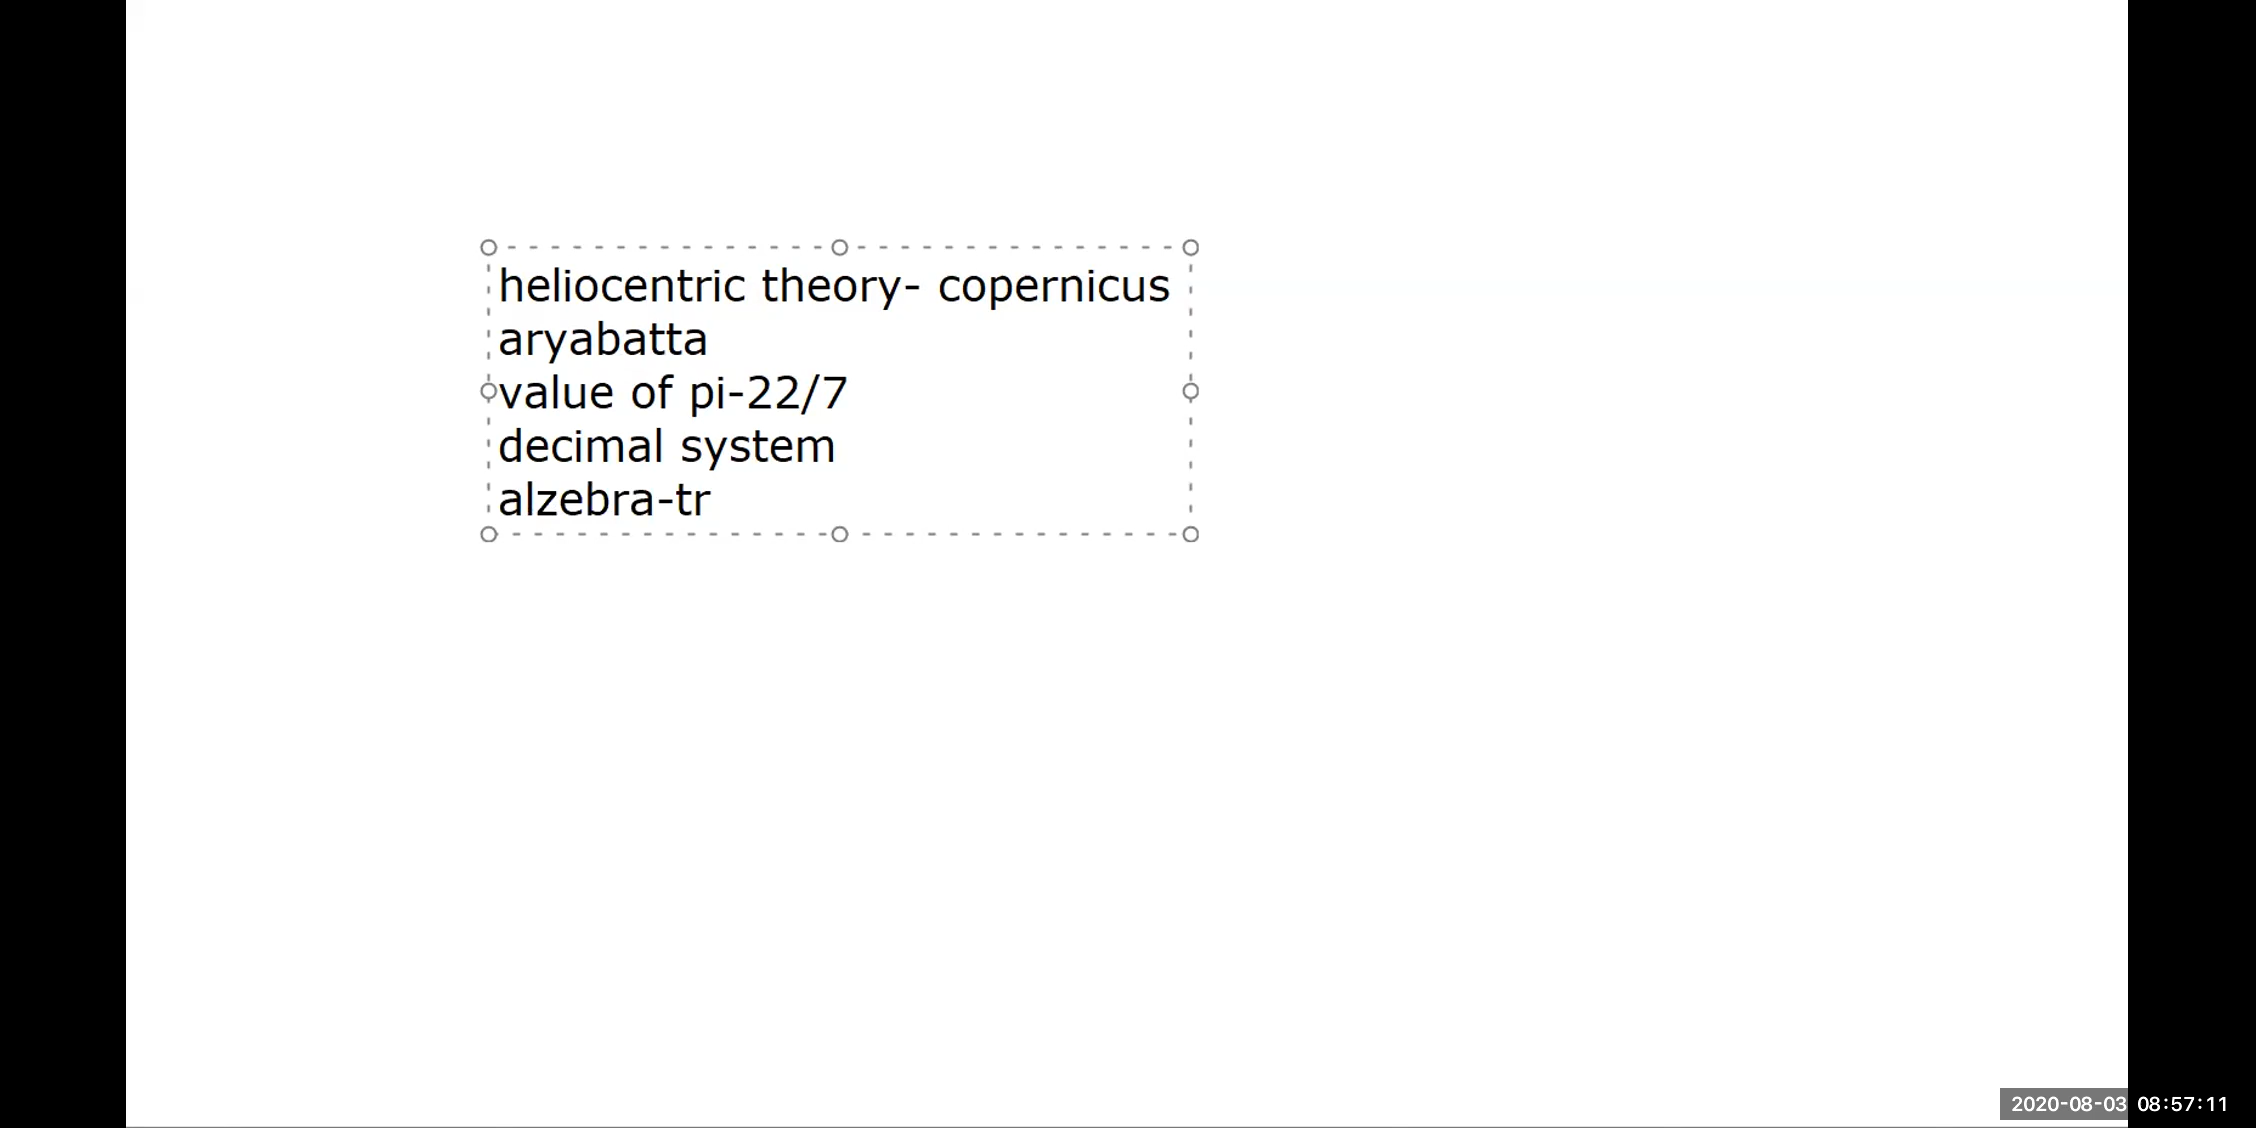 heliocentric theory- copernicus
aryabatta
value of pi-22/7
decimal system
alzebra-tr
2020-08-03 08:57:11